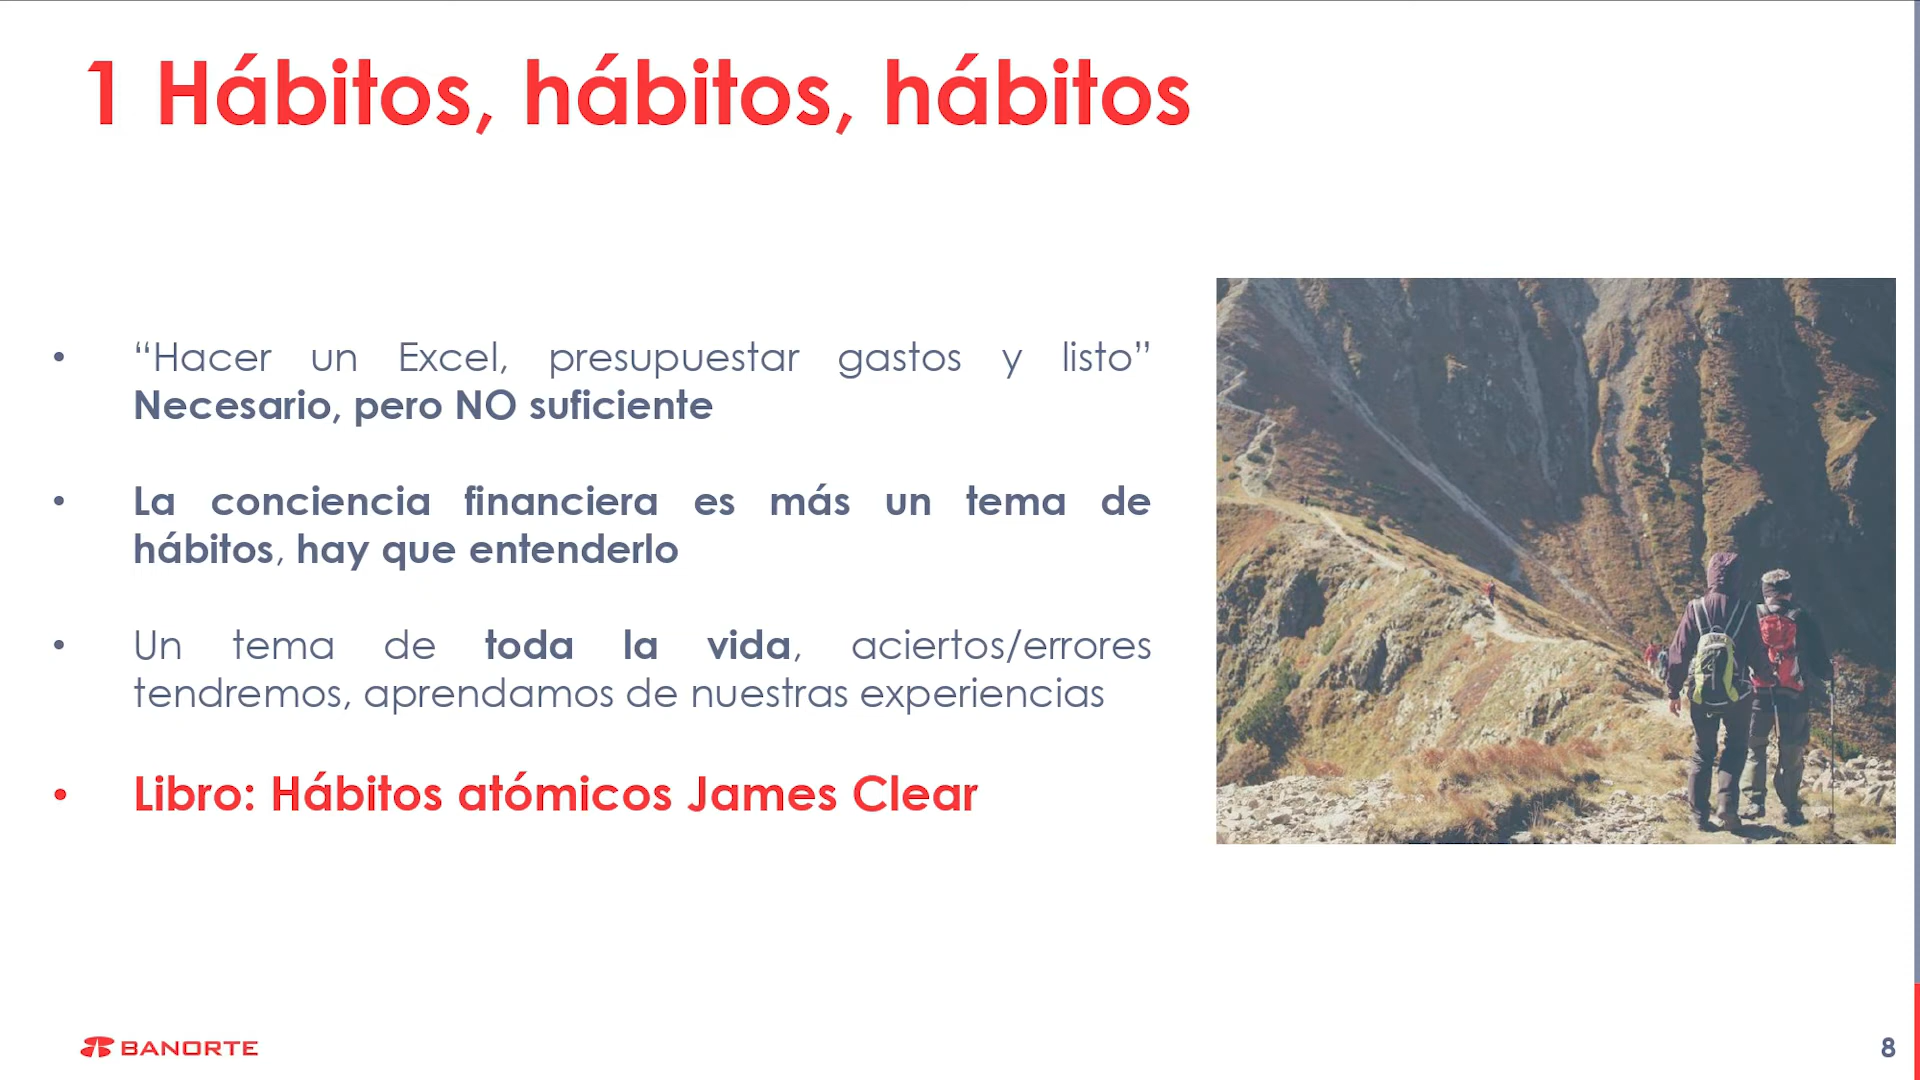 1 Hábitos, hábitos, hábitos
• “Hacer un Excel, presupuestar gastos y listo”
Necesario, pero NO suficiente
• La conciencia financiera es más un tema de
hábitos, hay que entenderlo
• Un tema de toda la vida, aciertos/errores
tendremos, aprendamos de nuestras experiencias
• Libro: Hábitos atómicos James Clear
BANORTE
8